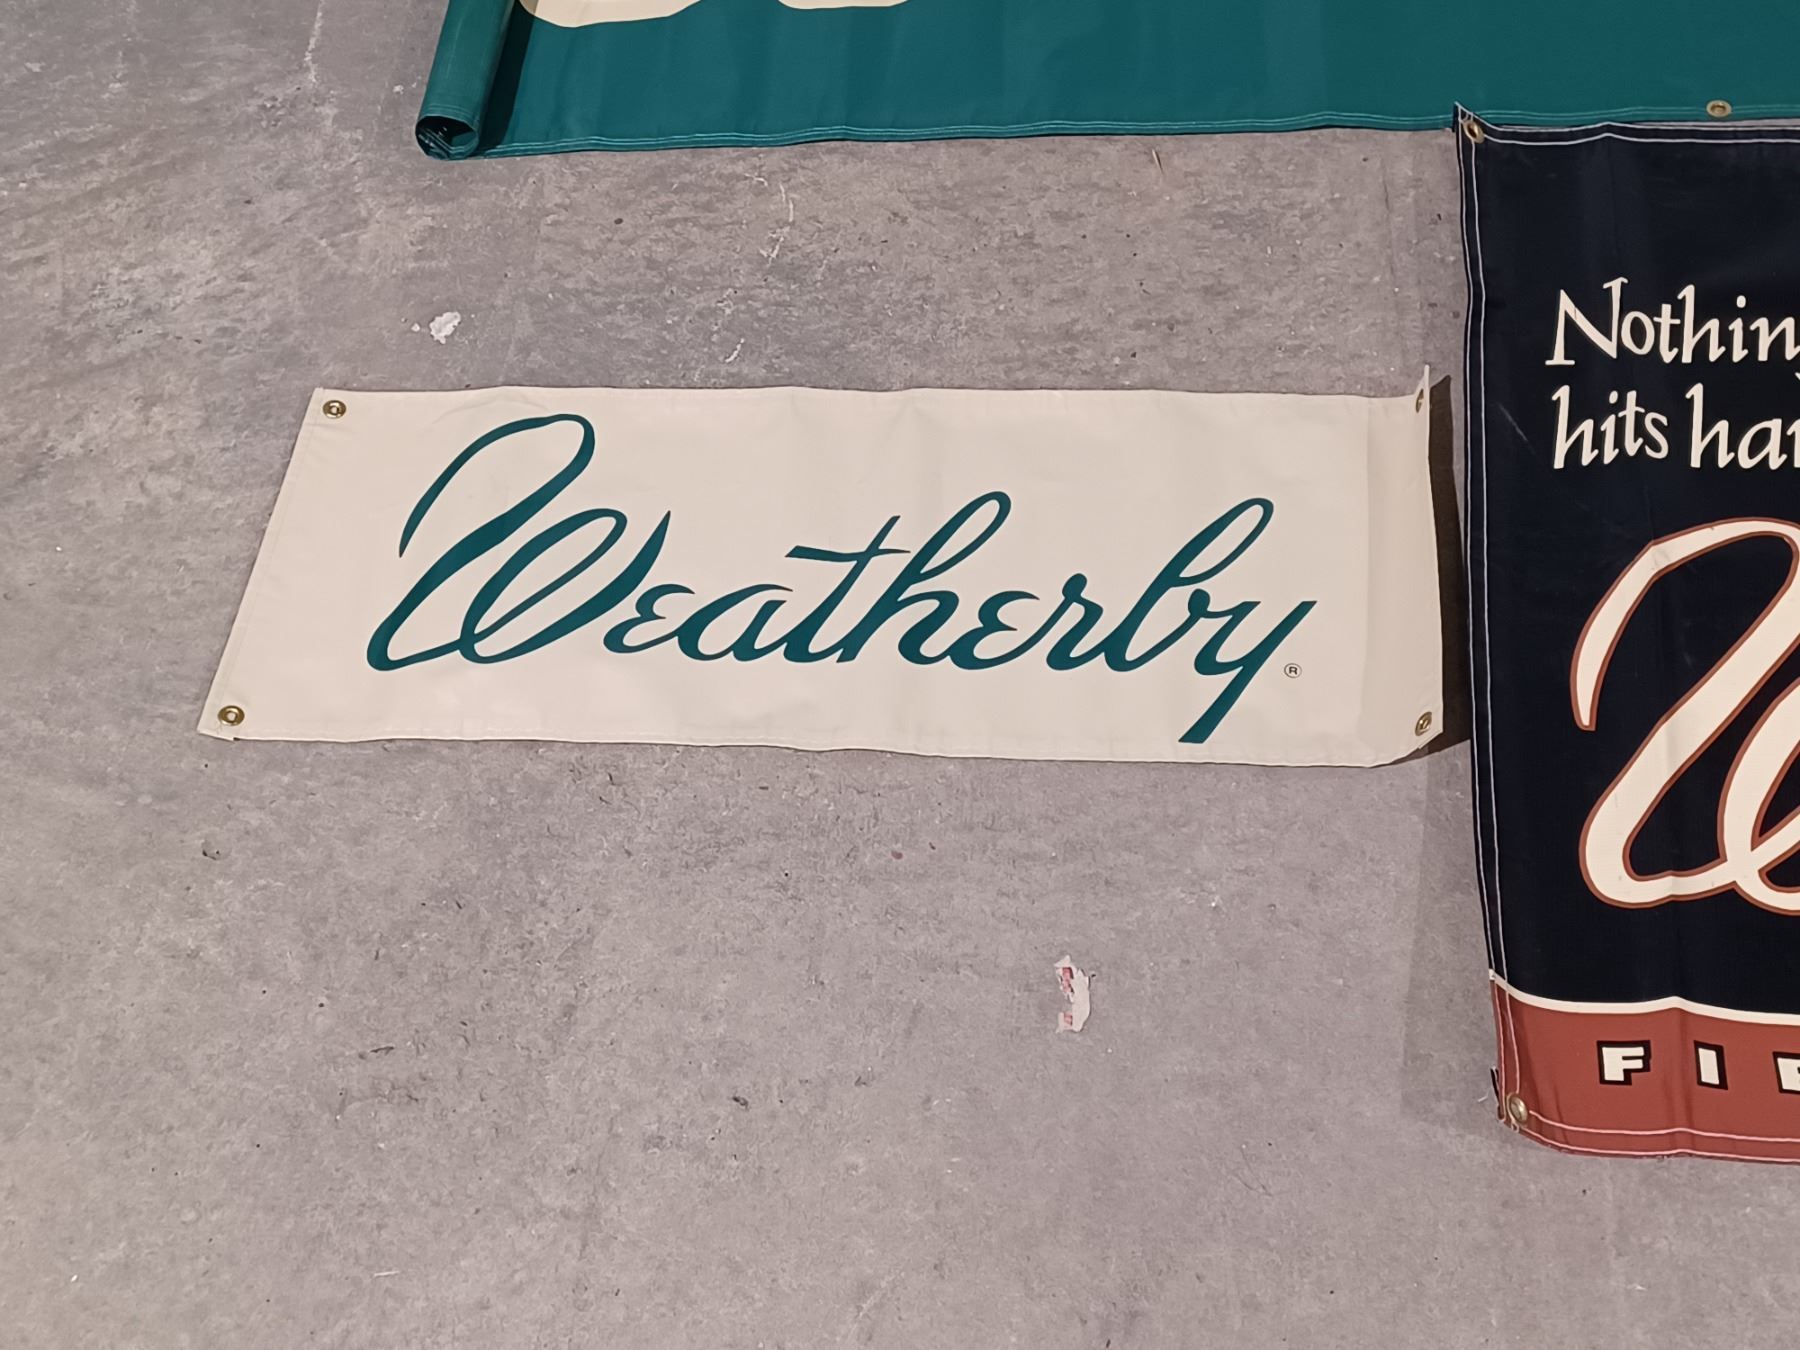 Weatherby®
Nothin
hits ha
W
F I